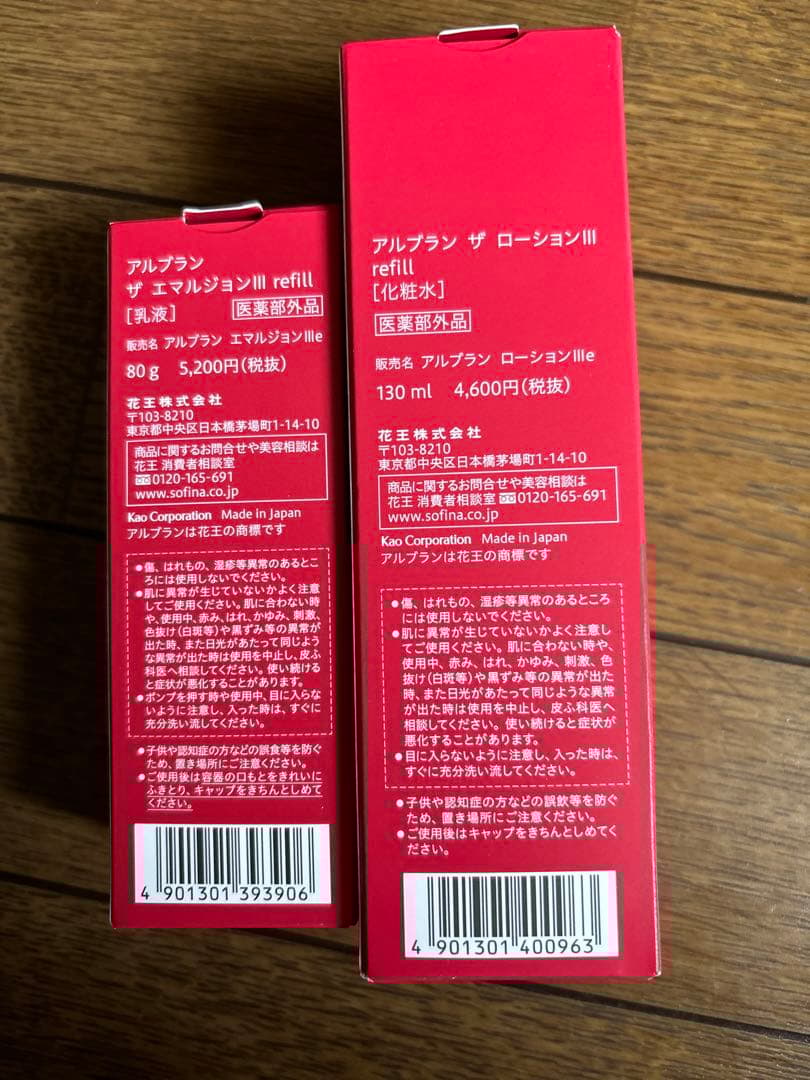 アルブラン
ザ エマルジョンⅢ refill
[乳液] 医薬部外品
販売名 アルブラン エマルジョンⅢe
80g 5,200円(税抜)
花王株式会社
〒103-8210
東京都中央区日本橋茅場町1-14-10
商品に関するお問合せや美容相談は
花王 消費者相談室
0120-165-691
www.sofina.co.jp
Kao Corporation Made in Japan
アルブランは花王の商標です
●傷、はれもの、湿疹等異常のあるとこ
ろには使用しないでください。
●肌に異常が生じていないかよく注意
してご使用ください。肌に合わない時
や、使用中、赤み、はれ、かゆみ、刺激、
色抜け(白斑等)や黒ずみ等の異常が
出た時、また日光があたって同じよう
な異常が出た時は使用を中止し、皮ふ
科医へ相談してください。使い続ける
と症状が悪化することがあります。
●ポンプを押す時や使用中、目に入らな
いように注意し、入った時は、すぐに
充分洗い流してください。
●子供や認知症の方などの誤食等を防ぐ
ため、置き場所にご注意ください。
●ご使用後は容器の口もとをきれいに
ふきとり、キャップをきちんとしめて
ください。
4 901301 393906
アルブラン ザ ローションⅢ
refill
[化粧水]
医薬部外品
販売名 アルブラン ローションⅢe
130ml 4,600円(税抜)
花王株式会社
〒103-8210
東京都中央区日本橋茅場町1-14-10
商品に関するお問合せや美容相談は
花王 消費者相談室 0120-165-691
www.sofina.co.jp
Kao Corporation Made in Japan
アルブランは花王の商標です
●傷、はれもの、湿疹等異常のあるところ
には使用しないでください。
●肌に異常が生じていないかよく注意し
てご使用ください。肌に合わない時や、
使用中、赤み、はれ、かゆみ、刺激、色
抜け(白斑等)や黒ずみ等の異常が出た
時、また日光があたって同じような異常
が出た時は使用を中止し、皮ふ科医へ
相談してください。使い続けると症状が
悪化することがあります。
●目に入らないように注意し、入った時は、
すぐに充分洗い流してください。
●子供や認知症の方などの誤飲等を防ぐ
ため、置き場所にご注意ください。
●ご使用後はキャップをきちんとしめてく
ださい。
4 901301 400963